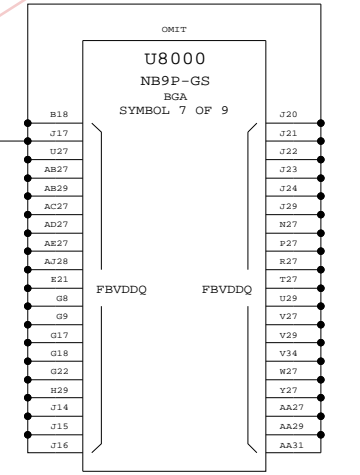 OMIT
U8000
NB9P-GS
BGA
SYMBOL 7 OF 9
B18 J20
J17 J21
U27 J22
AB27 J23
AB29 J24
AC27 J29
AD27 N27
AE27 P27
AJ28 R27
E21 T27
FBVDDQ FBVDDQ
G8 U29
G9 V27
G17 V29
G18 V34
G22 W27
H29 Y27
J14 AA27
J15 AA29
J16 AA31